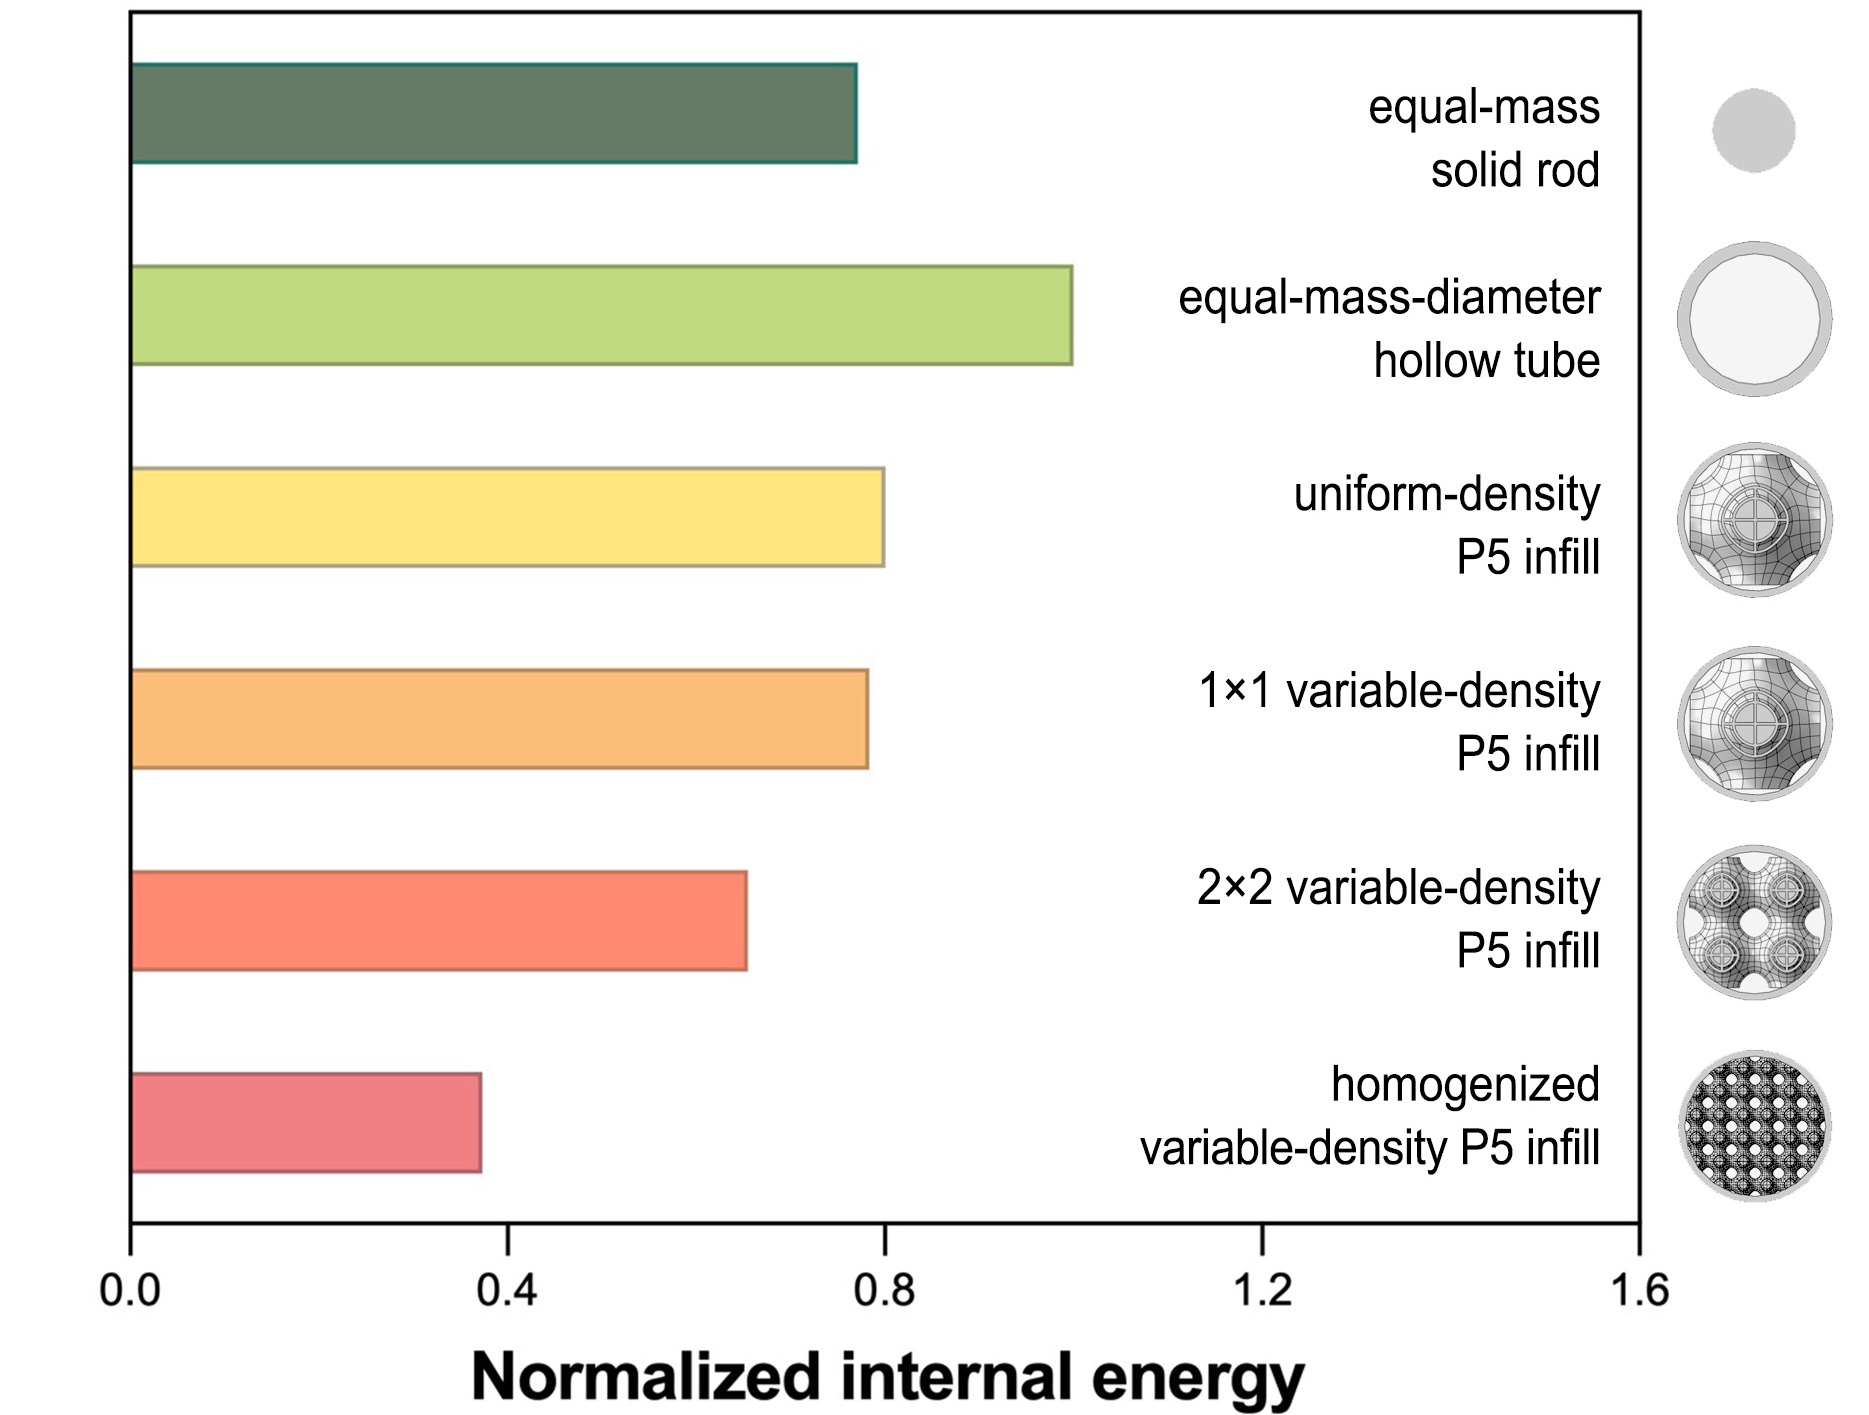 equal-mass
solid rod
equal-mass-diameter
hollow tube
uniform-density
P5 infill
1×1 variable-density
P5 infill
2×2 variable-density
P5 infill
homogenized
variable-density P5 infill
0.0 0.4 0.8 1.2 1.6
Normalized internal energy